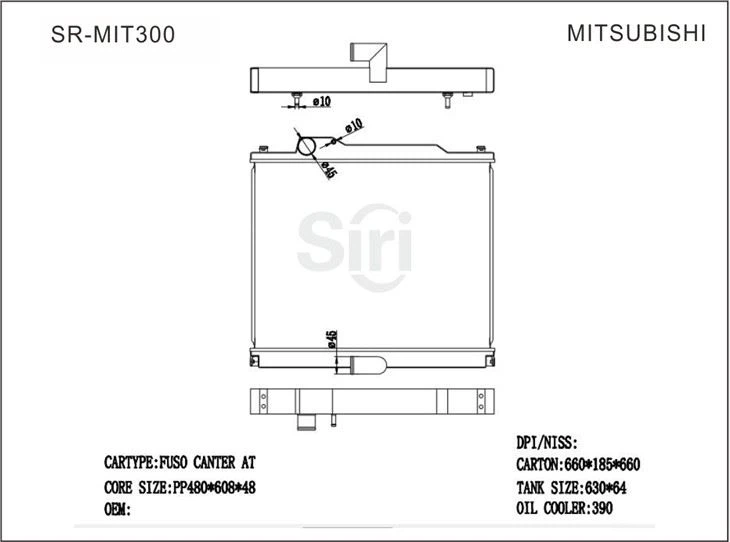 SR-MIT300
MITSUBISHI
ø10
ø10
ø45
Siri
ø45
DPI/NISS:
CARTYPE:FUSO CANTER AT
CARTON:660*185*660
CORE SIZE:PP480*608*48
TANK SIZE:630*64
OEM:
OIL COOLER:390